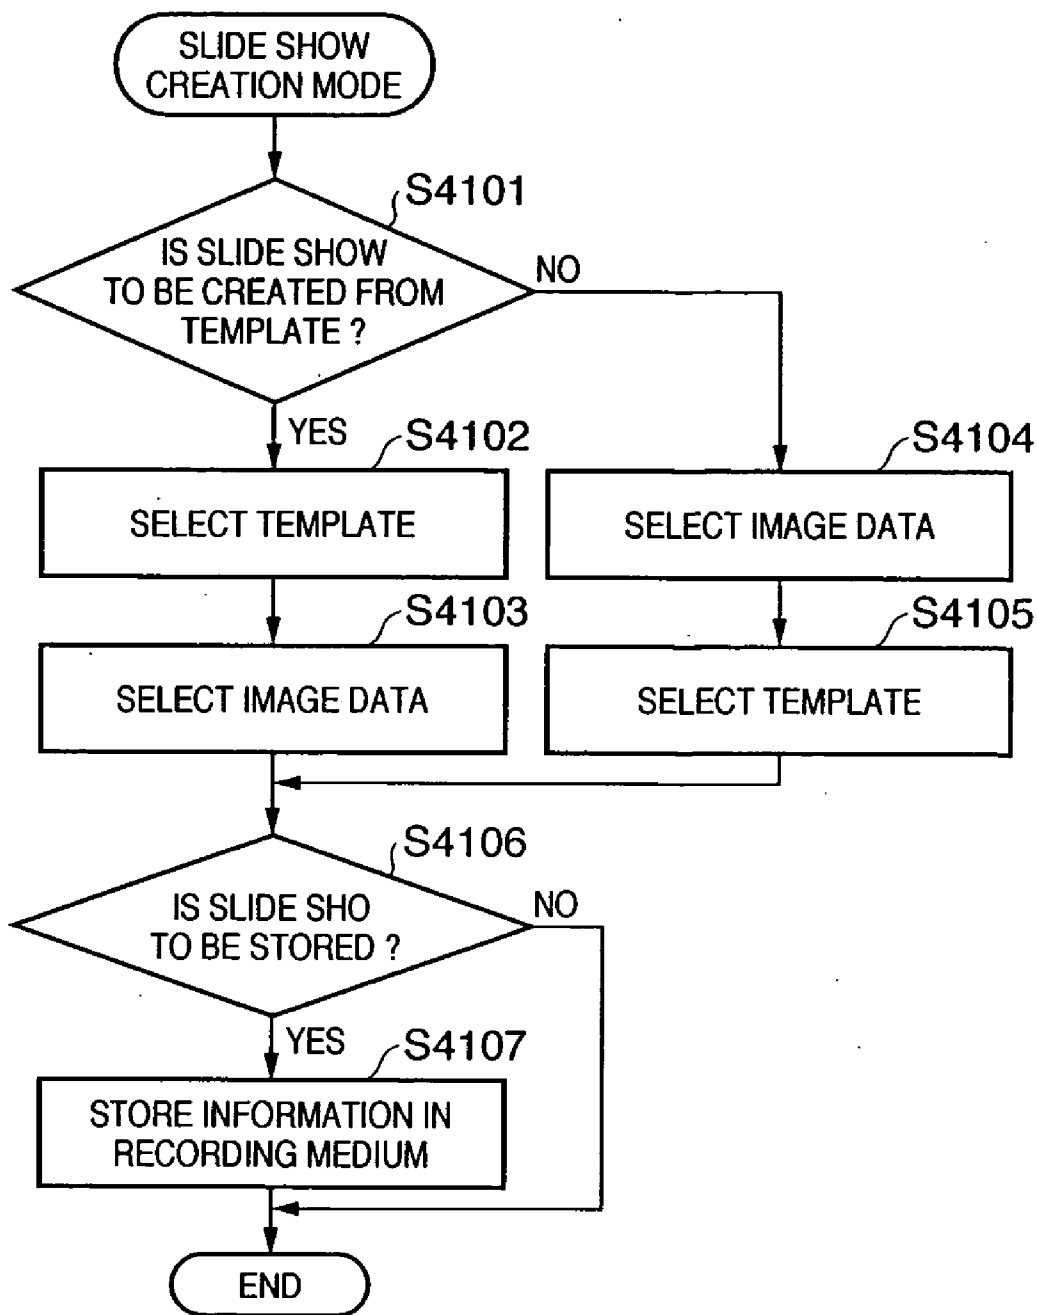 SLIDE SHOW
CREATION MODE
S4101
IS SLIDE SHOW
TO BE CREATED FROM
TEMPLATE ?
NO
YES
S4102
SELECT TEMPLATE
S4104
SELECT IMAGE DATA
S4103
SELECT IMAGE DATA
S4105
SELECT TEMPLATE
S4106
IS SLIDE SHO
TO BE STORED ?
NO
YES
S4107
STORE INFORMATION IN
RECORDING MEDIUM
END